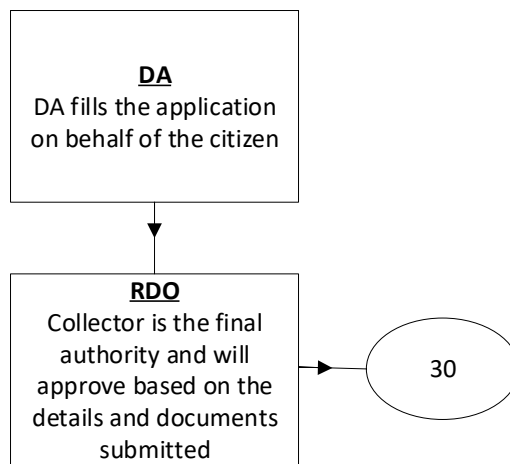 DA
DA fills the application
on behalf of the citizen
RDO
Collector is the final
authority and will
approve based on the
details and documents
submitted
30